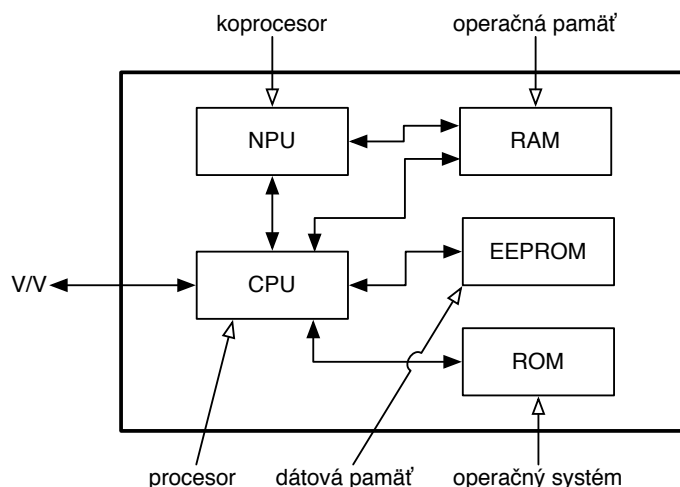 koprocesor
operačná pamäť
NPU
RAM
EEPROM
V/V
CPU
ROM
procesor
dátová pamäť
operačný systém